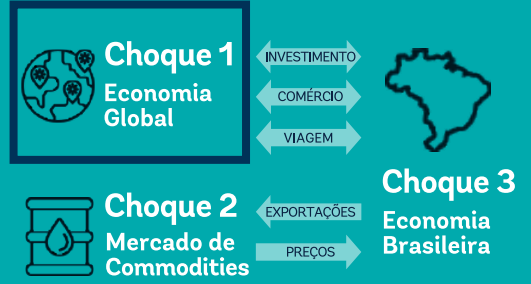 Choque 1
Economia
Global
INVESTIMENTO
COMÉRCIO
VIAGEM
Choque 2
Mercado de
Commodities
EXPORTAÇÕES
PREÇOS
Choque 3
Economia
Brasileira